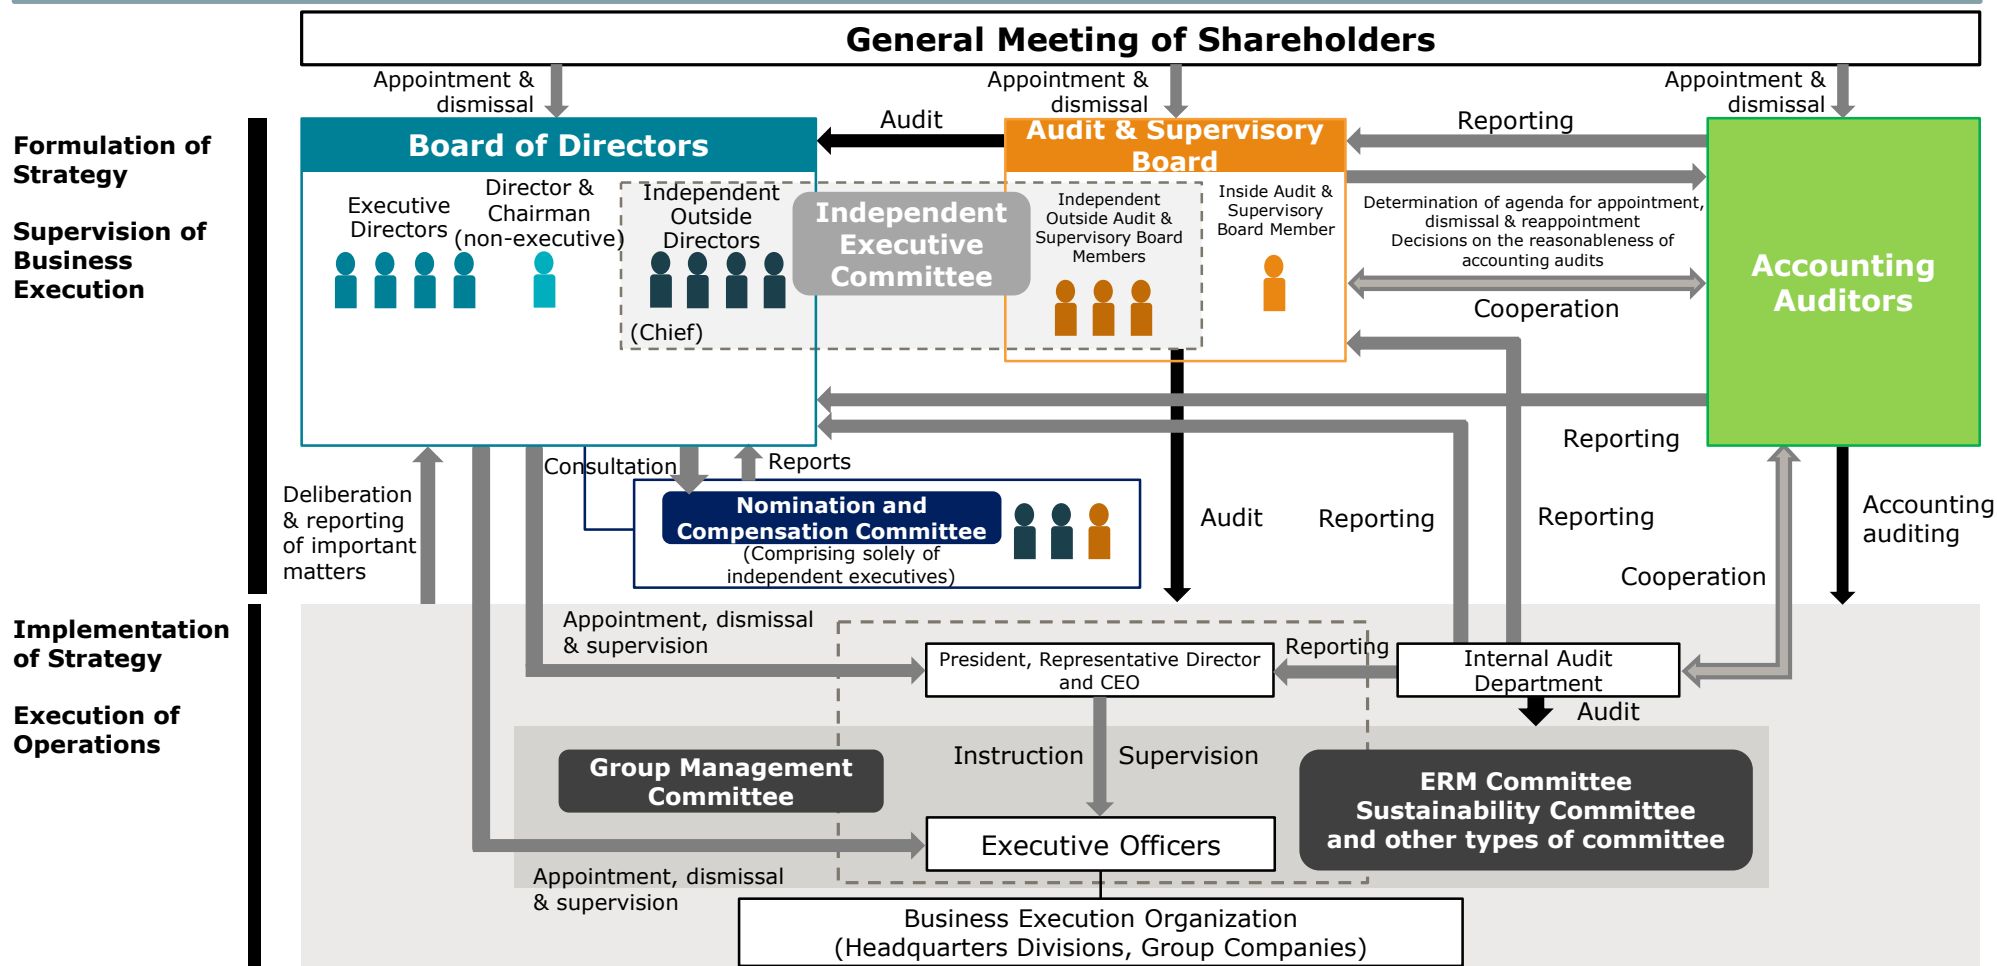 General Meeting of Shareholders
Appointment &
dismissal
Appointment &
dismissal
Appointment &
dismissal
Formulation of
Strategy
Supervision of
Business
Execution
Board of Directors
Audit
Audit & Supervisory
Board
Reporting
Executive
Directors
Director &
Chairman
(non-executive)
Independent
Outside
Directors
(Chief)
Independent
Executive
Committee
Independent
Outside Audit &
Supervisory Board
Members
Inside Audit &
Supervisory
Board Member
Determination of agenda for appointment,
dismissal & reappointment
Decisions on the reasonableness of
accounting audits
Cooperation
Accounting
Auditors
Reporting
Deliberation
& reporting
of important
matters
Consultation
Reports
Nomination and
Compensation Committee
(Comprising solely of
independent executives)
Audit
Reporting
Reporting
Cooperation
Accounting
auditing
Implementation
of Strategy
Execution of
Operations
Appointment, dismissal
& supervision
President, Representative Director
and CEO
Reporting
Internal Audit
Department
Audit
Group Management
Committee
Instruction
Supervision
ERM Committee
Sustainability Committee
and other types of committee
Executive Officers
Appointment, dismissal
& supervision
Business Execution Organization
(Headquarters Divisions, Group Companies)